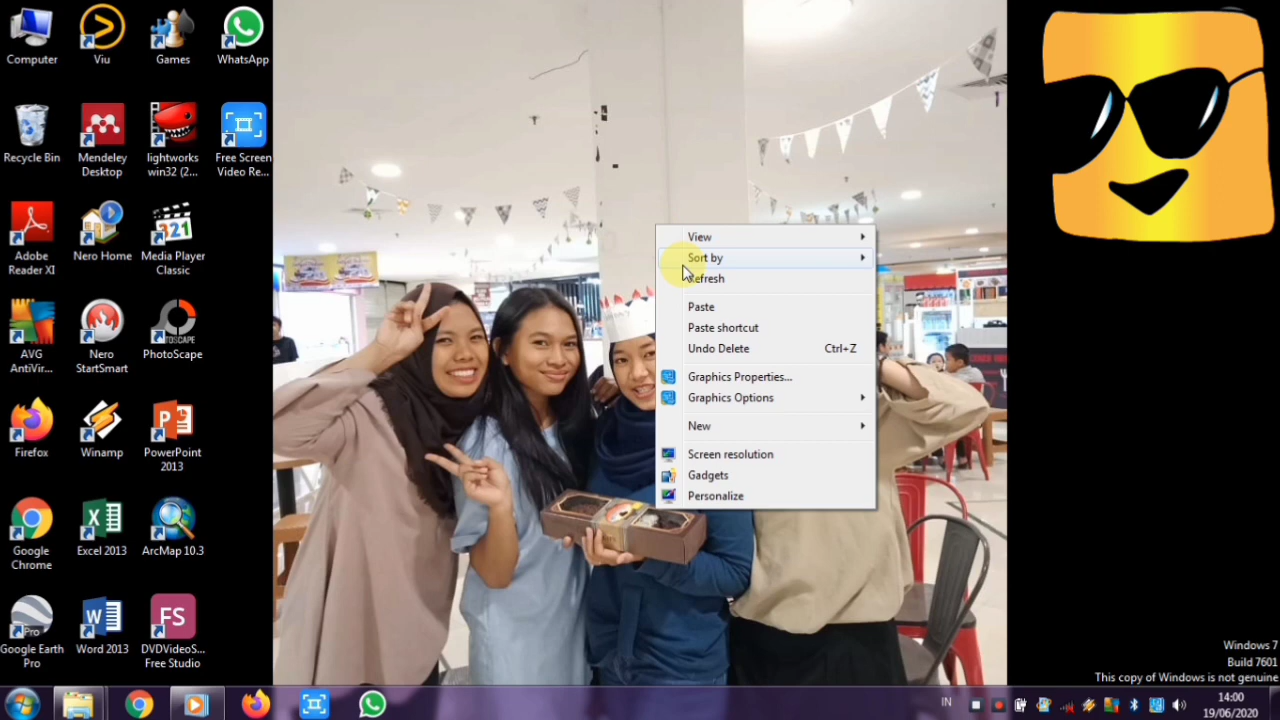 Computer
Viu
Games
WhatsApp
Recycle Bin
Mendeley
Desktop
lightworks
win32 (2...
Free Screen
Video Re...
Adobe
Reader XI
Nero Home
321
Media Player
Classic
AVG
AntiVir...
Nero
StartSmart
PhotoScape
Firefox
Winamp
PowerPoint
2013
Google
Chrome
Excel 2013
ArcMap 10.3
Pro
Google Earth
Pro
Word 2013
FS
DVDVideoS...
Free Studio
View
Sort by
Refresh
Paste
Paste shortcut
Undo Delete Ctrl+Z
Graphics Properties...
Graphics Options
New
Screen resolution
Gadgets
Personalize
Windows 7
Build 7601
This copy of Windows is not genuine
IN
14:00
19/06/2020